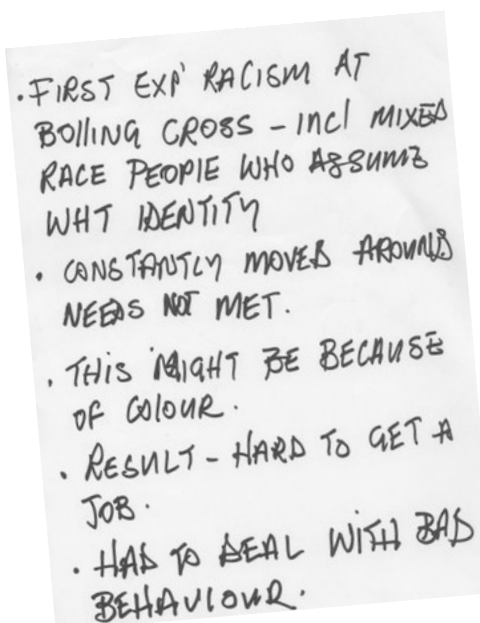 · FIRST EXP' RACISM AT
BOLLING CROSS - INCL MIXED
RACE PEOPLE WHO ASSUME
WHT IDENTITY
· CONSTANTLY MOVED AROUND
NEEDS NOT MET.
· THIS MIGHT BE BECAUSE
OF COLOUR.
· RESULT - HARD TO GET A
JOB.
· HAD TO DEAL WITH BAD
BEHAVIOUR.